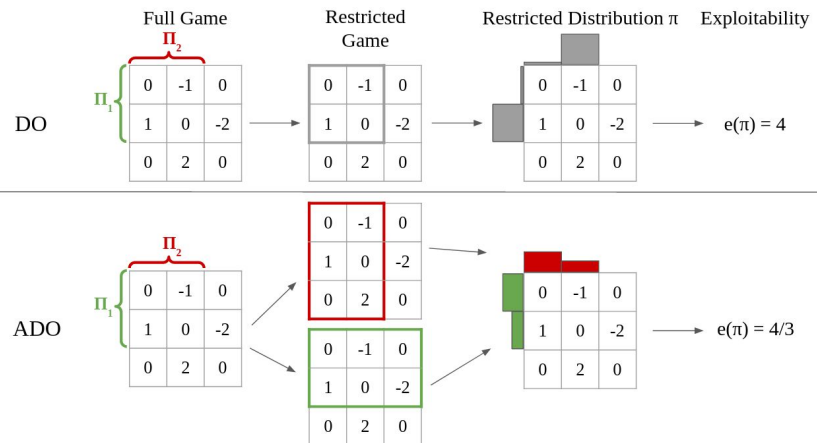 Full Game
Restricted
Game
Restricted Distribution π
Exploitability
DO
Π2
Π1
0 -1 0
1 0 -2
0 2 0
0 -1 0
1 0 -2
0 2 0
0 -1 0
1 0 -2
0 2 0
e(π) = 4
ADO
Π2
Π1
0 -1 0
1 0 -2
0 2 0
0 -1 0
1 0 -2
0 2 0
0 -1 0
1 0 -2
0 2 0
0 -1 0
1 0 -2
0 2 0
e(π) = 4/3